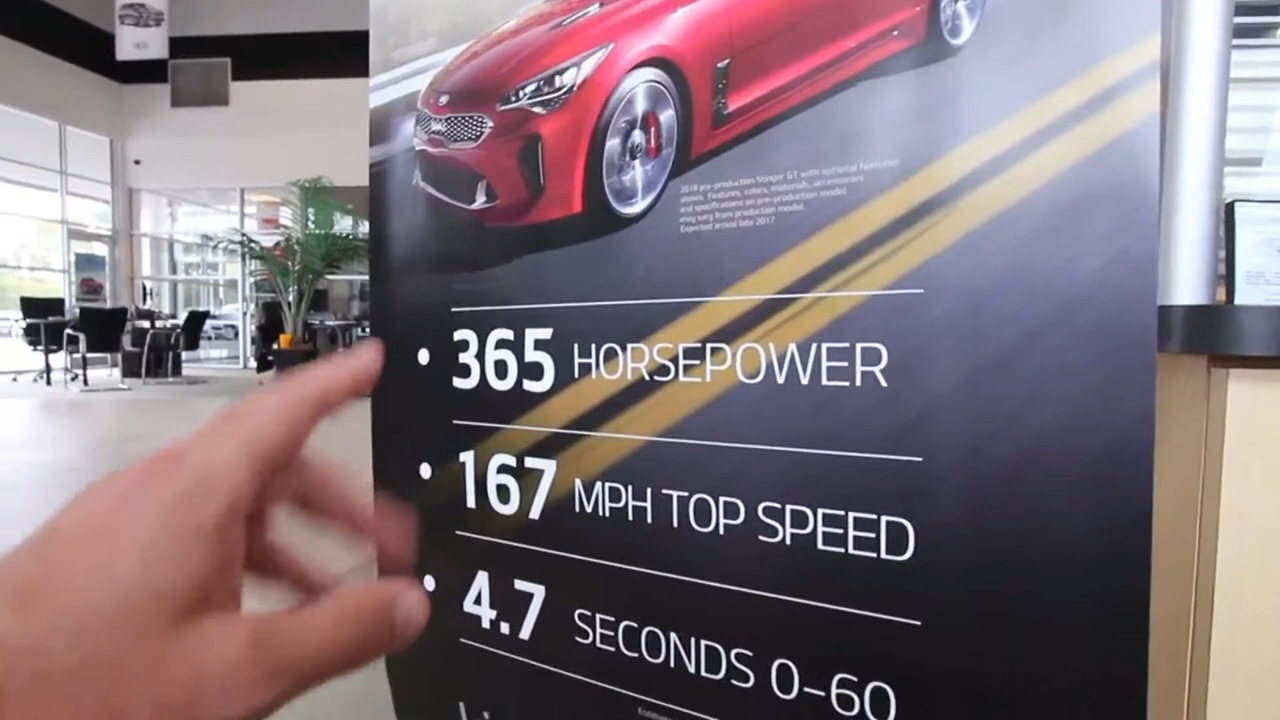 2018 pre-production Stinger GT with optional features
shown. Features, colors, materials, accessories
and specifications on pre-production model
may vary from production model.
Expected arrival late 2017.
• 365 HORSEPOWER
• 167 MPH TOP SPEED
• 4.7 SECONDS 0-60